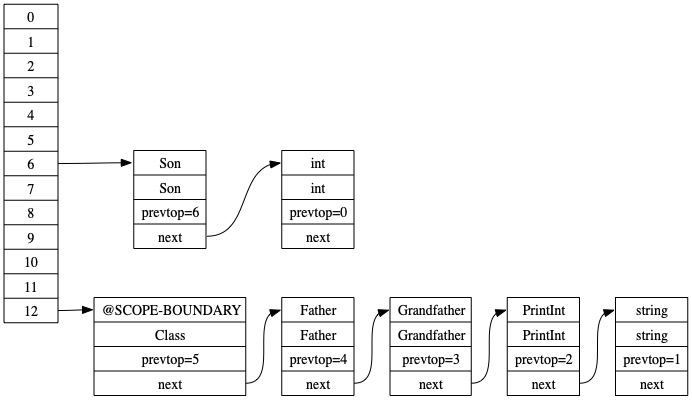 0
1
2
3
4
5
6
7
8
9
10
11
12
Son
Son
prevtop=6
next
int
int
prevtop=0
next
@SCOPE-BOUNDARY
Class
prevtop=5
next
Father
Father
prevtop=4
next
Grandfather
Grandfather
prevtop=3
next
PrintInt
PrintInt
prevtop=2
next
string
string
prevtop=1
next